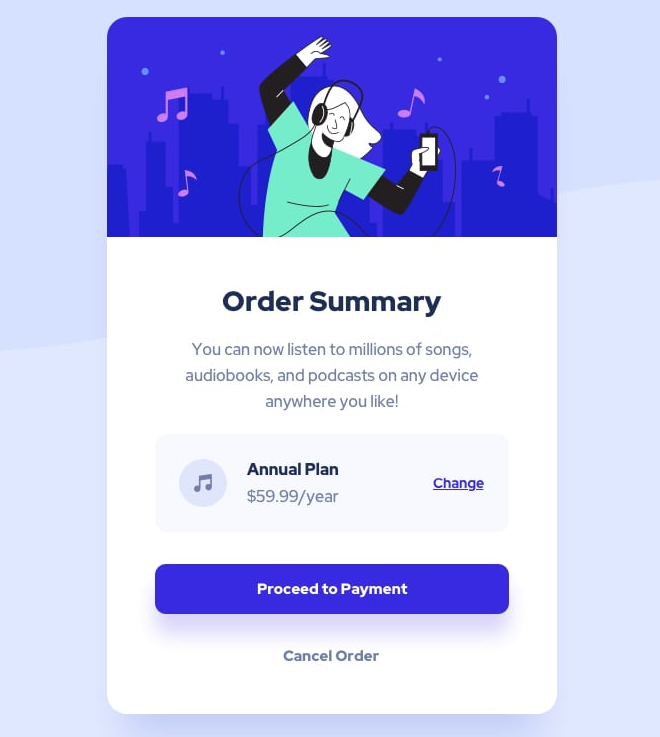 Order Summary
You can now listen to millions of songs,
audiobooks, and podcasts on any device
anywhere you like!
Annual Plan
$59.99/year
Change
Proceed to Payment
Cancel Order